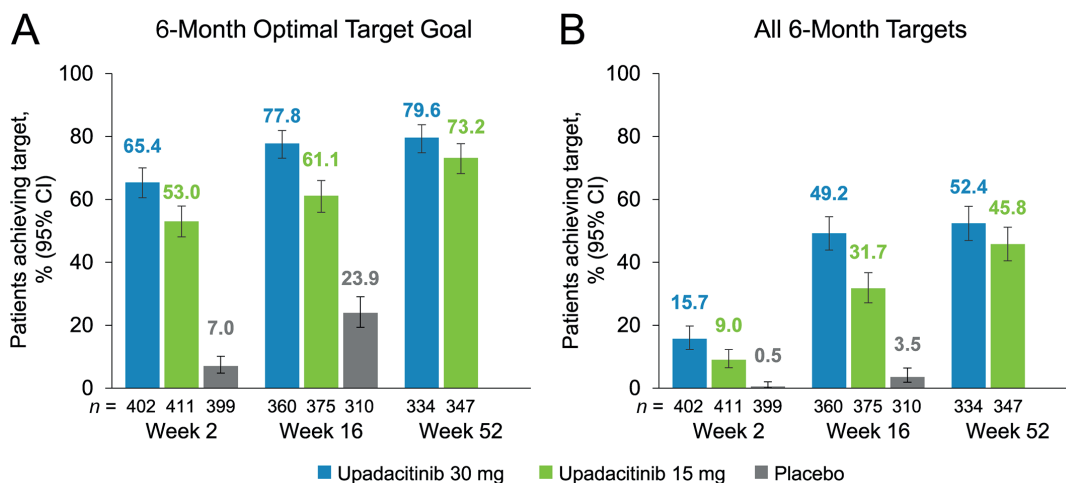 A
6-Month Optimal Target Goal
Patients achieving target,
% (95% CI)
100
80
60
40
20
0
65.4
53.0
7.0
77.8
61.1
23.9
79.6
73.2
n = 402 411 399 360 375 310 334 347
Week 2 Week 16 Week 52
B
All 6-Month Targets
Patients achieving target,
% (95% CI)
100
80
60
40
20
0
15.7
9.0
0.5
49.2
31.7
3.5
52.4
45.8
n = 402 411 399 360 375 310 334 347
Week 2 Week 16 Week 52
Upadacitinib 30 mg Upadacitinib 15 mg Placebo